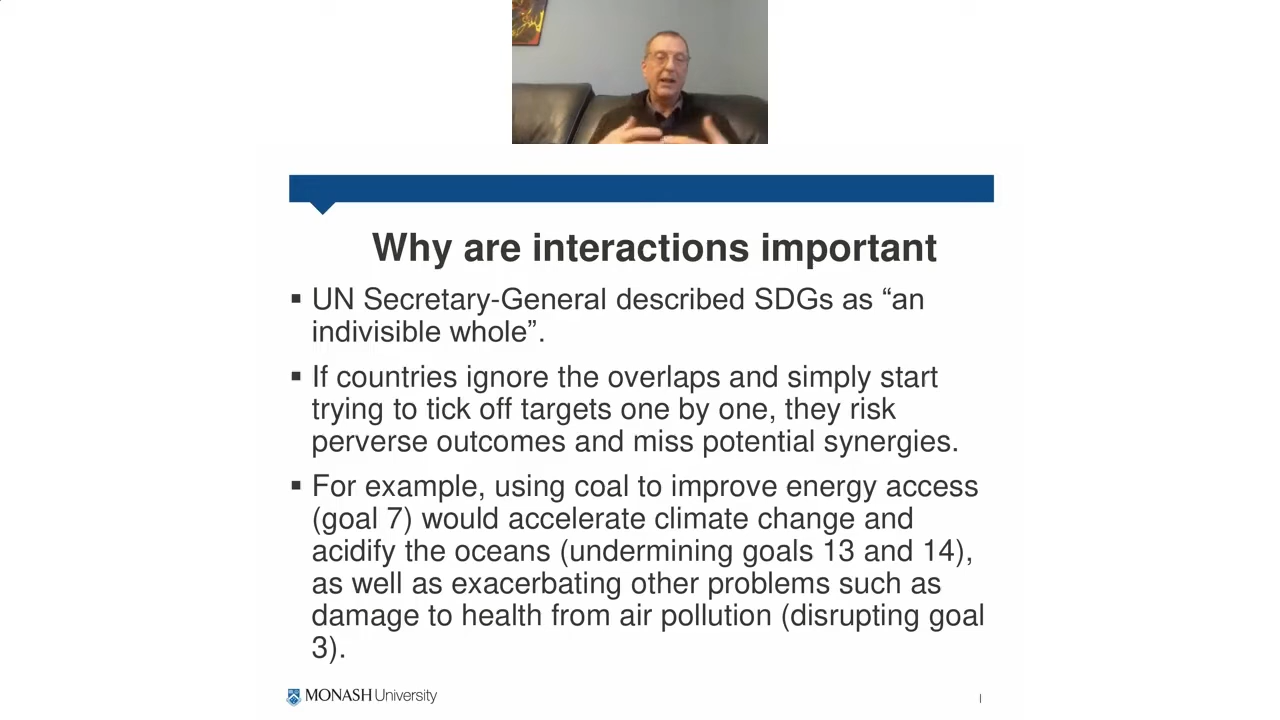 Why are interactions important
▪ UN Secretary-General described SDGs as “an
indivisible whole”.
▪ If countries ignore the overlaps and simply start
trying to tick off targets one by one, they risk
perverse outcomes and miss potential synergies.
▪ For example, using coal to improve energy access
(goal 7) would accelerate climate change and
acidify the oceans (undermining goals 13 and 14),
as well as exacerbating other problems such as
damage to health from air pollution (disrupting goal
3).
MONASH University
|